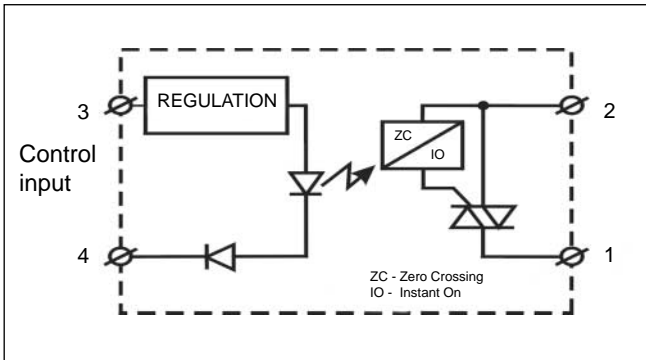 3
REGULATION
2
ZC
IO
Control
input
4
1
ZC - Zero Crossing
IO - Instant On